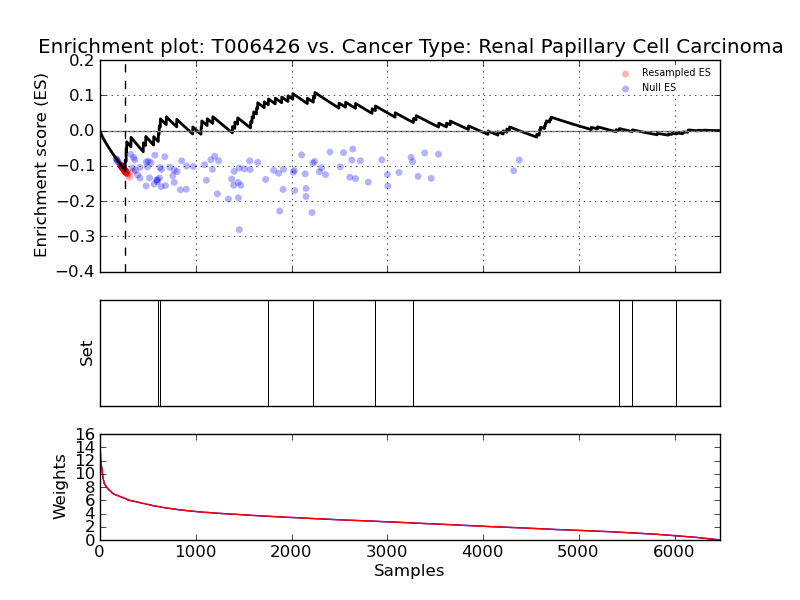 Enrichment plot: T006426 vs. Cancer Type: Renal Papillary Cell Carcinoma
0.2
0.1
0.0
−0.1
−0.2
−0.3
−0.4
Enrichment score (ES)
Resampled ES
Null ES
Set
16
14
12
10
8
6
4
2
0
Weights
0 1000 2000 3000 4000 5000 6000
Samples